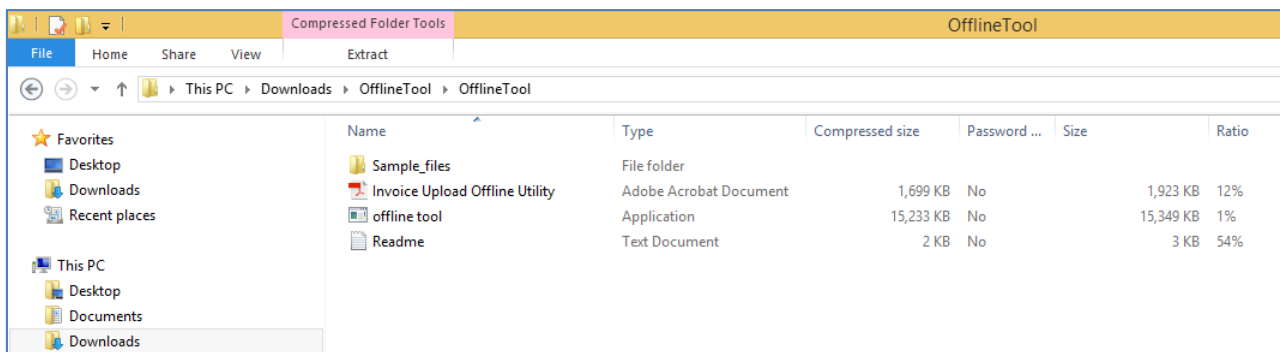 Compressed Folder Tools OfflineTool
File Home Share View Extract
This PC Downloads OfflineTool OfflineTool
Favorites
Desktop
Downloads
Recent places
This PC
Desktop
Documents
Downloads
Name Type Compressed size Password ... Size Ratio
Sample_files File folder
Invoice Upload Offline Utility Adobe Acrobat Document 1,699 KB No 1,923 KB 12%
offline tool Application 15,233 KB No 15,349 KB 1%
Readme Text Document 2 KB No 3 KB 54%